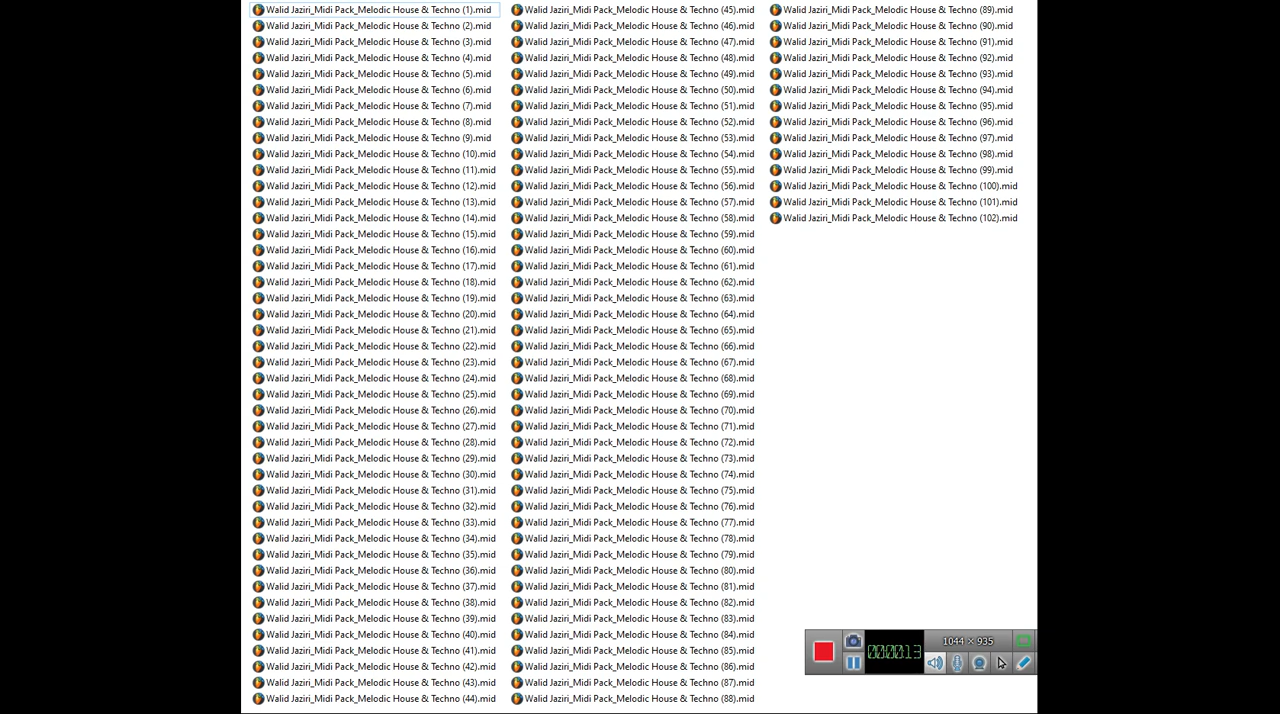 Walid Jaziri_Midi Pack_Melodic House & Techno (1).mid
Walid Jaziri_Midi Pack_Melodic House & Techno (2).mid
Walid Jaziri_Midi Pack_Melodic House & Techno (3).mid
Walid Jaziri_Midi Pack_Melodic House & Techno (4).mid
Walid Jaziri_Midi Pack_Melodic House & Techno (5).mid
Walid Jaziri_Midi Pack_Melodic House & Techno (6).mid
Walid Jaziri_Midi Pack_Melodic House & Techno (7).mid
Walid Jaziri_Midi Pack_Melodic House & Techno (8).mid
Walid Jaziri_Midi Pack_Melodic House & Techno (9).mid
Walid Jaziri_Midi Pack_Melodic House & Techno (10).mid
Walid Jaziri_Midi Pack_Melodic House & Techno (11).mid
Walid Jaziri_Midi Pack_Melodic House & Techno (12).mid
Walid Jaziri_Midi Pack_Melodic House & Techno (13).mid
Walid Jaziri_Midi Pack_Melodic House & Techno (14).mid
Walid Jaziri_Midi Pack_Melodic House & Techno (15).mid
Walid Jaziri_Midi Pack_Melodic House & Techno (16).mid
Walid Jaziri_Midi Pack_Melodic House & Techno (17).mid
Walid Jaziri_Midi Pack_Melodic House & Techno (18).mid
Walid Jaziri_Midi Pack_Melodic House & Techno (19).mid
Walid Jaziri_Midi Pack_Melodic House & Techno (20).mid
Walid Jaziri_Midi Pack_Melodic House & Techno (21).mid
Walid Jaziri_Midi Pack_Melodic House & Techno (22).mid
Walid Jaziri_Midi Pack_Melodic House & Techno (23).mid
Walid Jaziri_Midi Pack_Melodic House & Techno (24).mid
Walid Jaziri_Midi Pack_Melodic House & Techno (25).mid
Walid Jaziri_Midi Pack_Melodic House & Techno (26).mid
Walid Jaziri_Midi Pack_Melodic House & Techno (27).mid
Walid Jaziri_Midi Pack_Melodic House & Techno (28).mid
Walid Jaziri_Midi Pack_Melodic House & Techno (29).mid
Walid Jaziri_Midi Pack_Melodic House & Techno (30).mid
Walid Jaziri_Midi Pack_Melodic House & Techno (31).mid
Walid Jaziri_Midi Pack_Melodic House & Techno (32).mid
Walid Jaziri_Midi Pack_Melodic House & Techno (33).mid
Walid Jaziri_Midi Pack_Melodic House & Techno (34).mid
Walid Jaziri_Midi Pack_Melodic House & Techno (35).mid
Walid Jaziri_Midi Pack_Melodic House & Techno (36).mid
Walid Jaziri_Midi Pack_Melodic House & Techno (37).mid
Walid Jaziri_Midi Pack_Melodic House & Techno (38).mid
Walid Jaziri_Midi Pack_Melodic House & Techno (39).mid
Walid Jaziri_Midi Pack_Melodic House & Techno (40).mid
Walid Jaziri_Midi Pack_Melodic House & Techno (41).mid
Walid Jaziri_Midi Pack_Melodic House & Techno (42).mid
Walid Jaziri_Midi Pack_Melodic House & Techno (43).mid
Walid Jaziri_Midi Pack_Melodic House & Techno (44).mid
Walid Jaziri_Midi Pack_Melodic House & Techno (45).mid
Walid Jaziri_Midi Pack_Melodic House & Techno (46).mid
Walid Jaziri_Midi Pack_Melodic House & Techno (47).mid
Walid Jaziri_Midi Pack_Melodic House & Techno (48).mid
Walid Jaziri_Midi Pack_Melodic House & Techno (49).mid
Walid Jaziri_Midi Pack_Melodic House & Techno (50).mid
Walid Jaziri_Midi Pack_Melodic House & Techno (51).mid
Walid Jaziri_Midi Pack_Melodic House & Techno (52).mid
Walid Jaziri_Midi Pack_Melodic House & Techno (53).mid
Walid Jaziri_Midi Pack_Melodic House & Techno (54).mid
Walid Jaziri_Midi Pack_Melodic House & Techno (55).mid
Walid Jaziri_Midi Pack_Melodic House & Techno (56).mid
Walid Jaziri_Midi Pack_Melodic House & Techno (57).mid
Walid Jaziri_Midi Pack_Melodic House & Techno (58).mid
Walid Jaziri_Midi Pack_Melodic House & Techno (59).mid
Walid Jaziri_Midi Pack_Melodic House & Techno (60).mid
Walid Jaziri_Midi Pack_Melodic House & Techno (61).mid
Walid Jaziri_Midi Pack_Melodic House & Techno (62).mid
Walid Jaziri_Midi Pack_Melodic House & Techno (63).mid
Walid Jaziri_Midi Pack_Melodic House & Techno (64).mid
Walid Jaziri_Midi Pack_Melodic House & Techno (65).mid
Walid Jaziri_Midi Pack_Melodic House & Techno (66).mid
Walid Jaziri_Midi Pack_Melodic House & Techno (67).mid
Walid Jaziri_Midi Pack_Melodic House & Techno (68).mid
Walid Jaziri_Midi Pack_Melodic House & Techno (69).mid
Walid Jaziri_Midi Pack_Melodic House & Techno (70).mid
Walid Jaziri_Midi Pack_Melodic House & Techno (71).mid
Walid Jaziri_Midi Pack_Melodic House & Techno (72).mid
Walid Jaziri_Midi Pack_Melodic House & Techno (73).mid
Walid Jaziri_Midi Pack_Melodic House & Techno (74).mid
Walid Jaziri_Midi Pack_Melodic House & Techno (75).mid
Walid Jaziri_Midi Pack_Melodic House & Techno (76).mid
Walid Jaziri_Midi Pack_Melodic House & Techno (77).mid
Walid Jaziri_Midi Pack_Melodic House & Techno (78).mid
Walid Jaziri_Midi Pack_Melodic House & Techno (79).mid
Walid Jaziri_Midi Pack_Melodic House & Techno (80).mid
Walid Jaziri_Midi Pack_Melodic House & Techno (81).mid
Walid Jaziri_Midi Pack_Melodic House & Techno (82).mid
Walid Jaziri_Midi Pack_Melodic House & Techno (83).mid
Walid Jaziri_Midi Pack_Melodic House & Techno (84).mid
Walid Jaziri_Midi Pack_Melodic House & Techno (85).mid
Walid Jaziri_Midi Pack_Melodic House & Techno (86).mid
Walid Jaziri_Midi Pack_Melodic House & Techno (87).mid
Walid Jaziri_Midi Pack_Melodic House & Techno (88).mid
Walid Jaziri_Midi Pack_Melodic House & Techno (89).mid
Walid Jaziri_Midi Pack_Melodic House & Techno (90).mid
Walid Jaziri_Midi Pack_Melodic House & Techno (91).mid
Walid Jaziri_Midi Pack_Melodic House & Techno (92).mid
Walid Jaziri_Midi Pack_Melodic House & Techno (93).mid
Walid Jaziri_Midi Pack_Melodic House & Techno (94).mid
Walid Jaziri_Midi Pack_Melodic House & Techno (95).mid
Walid Jaziri_Midi Pack_Melodic House & Techno (96).mid
Walid Jaziri_Midi Pack_Melodic House & Techno (97).mid
Walid Jaziri_Midi Pack_Melodic House & Techno (98).mid
Walid Jaziri_Midi Pack_Melodic House & Techno (99).mid
Walid Jaziri_Midi Pack_Melodic House & Techno (100).mid
Walid Jaziri_Midi Pack_Melodic House & Techno (101).mid
Walid Jaziri_Midi Pack_Melodic House & Techno (102).mid
1044 × 935
00:00:13